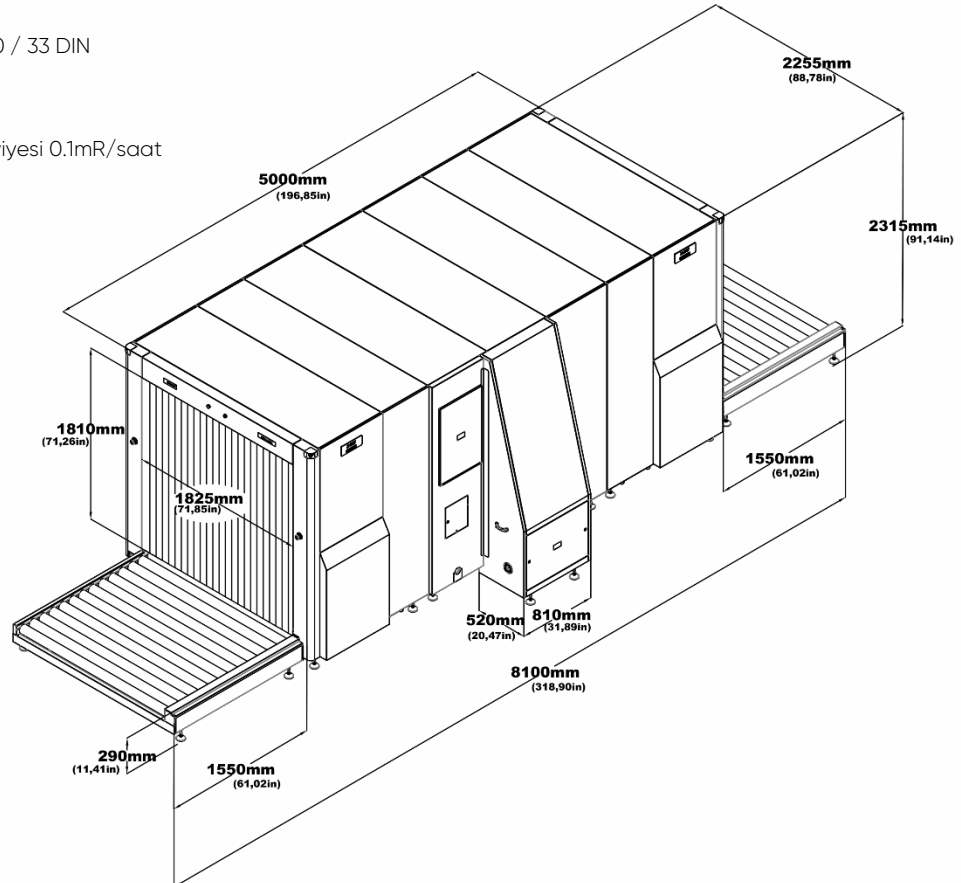 / 33 DIN
0.1mR/saat
2255mm
(88,78in)
5000mm
(196,85in)
2315mm
(91,14in)
1810mm
(71,26in)
1825mm
(71,85in)
1550mm
(61,02in)
520mm
(20,47in)
810mm
(31,89in)
8100mm
(318,90in)
290mm
(11,41in)
1550mm
(61,02in)